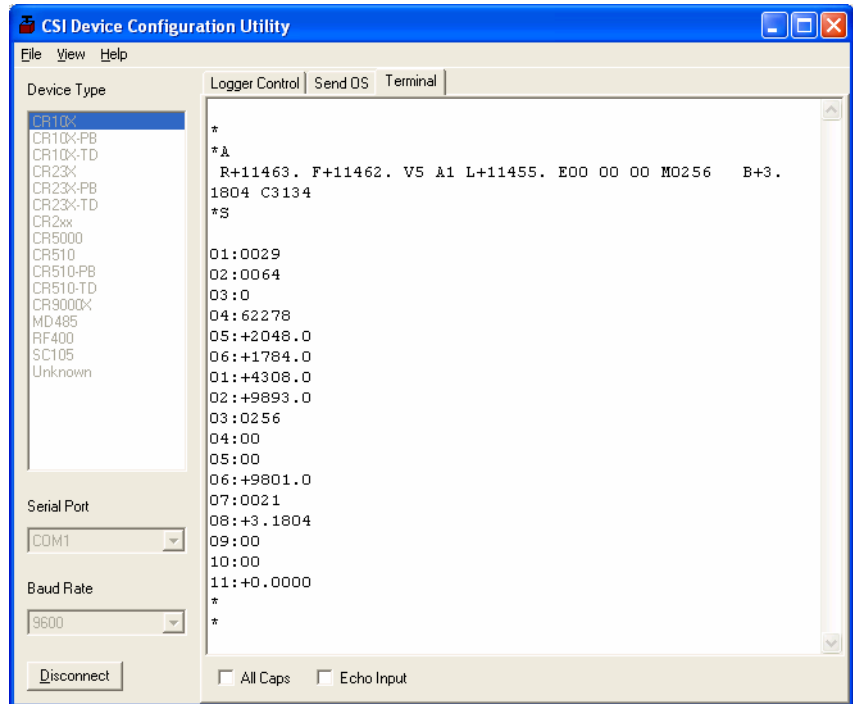 CSI Device Configuration Utility
File View Help
Device Type
CR10X
CR10X-PB
CR10X-TD
CR23X
CR23X-PB
CR23X-TD
CR2xx
CR5000
CR510
CR510-PB
CR510-TD
CR9000X
MD485
RF400
SC105
Unknown
Serial Port
COM1
Baud Rate
9600
Disconnect
Logger Control Send OS Terminal
*
*A
R+11463. F+11462. V5 A1 L+11455. E00 00 00 M0256 B+3.
1804 C3134
*S
01:0029
02:0064
03:0
04:62278
05:+2048.0
06:+1784.0
01:+4308.0
02:+9893.0
03:0256
04:00
05:00
06:+9801.0
07:0021
08:+3.1804
09:00
10:00
11:+0.0000
*
*
All Caps Echo Input